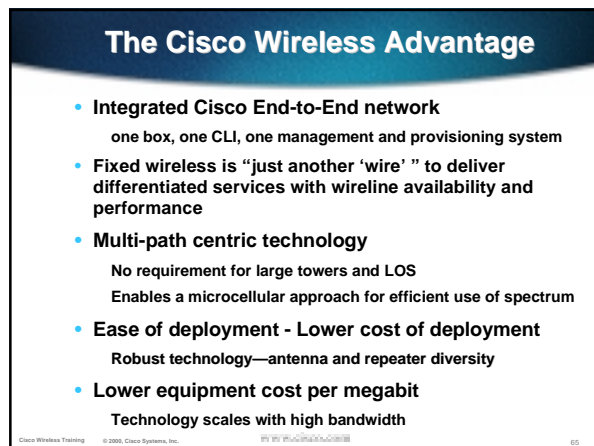 The Cisco Wireless Advantage
• Integrated Cisco End-to-End network
one box, one CLI, one management and provisioning system
• Fixed wireless is “just another ‘wire’ ” to deliver
differentiated services with wireline availability and
performance
• Multi-path centric technology
No requirement for large towers and LOS
Enables a microcellular approach for efficient use of spectrum
• Ease of deployment - Lower cost of deployment
Robust technology—antenna and repeater diversity
• Lower equipment cost per megabit
Technology scales with high bandwidth
Cisco Wireless Training © 2000, Cisco Systems, Inc. 65